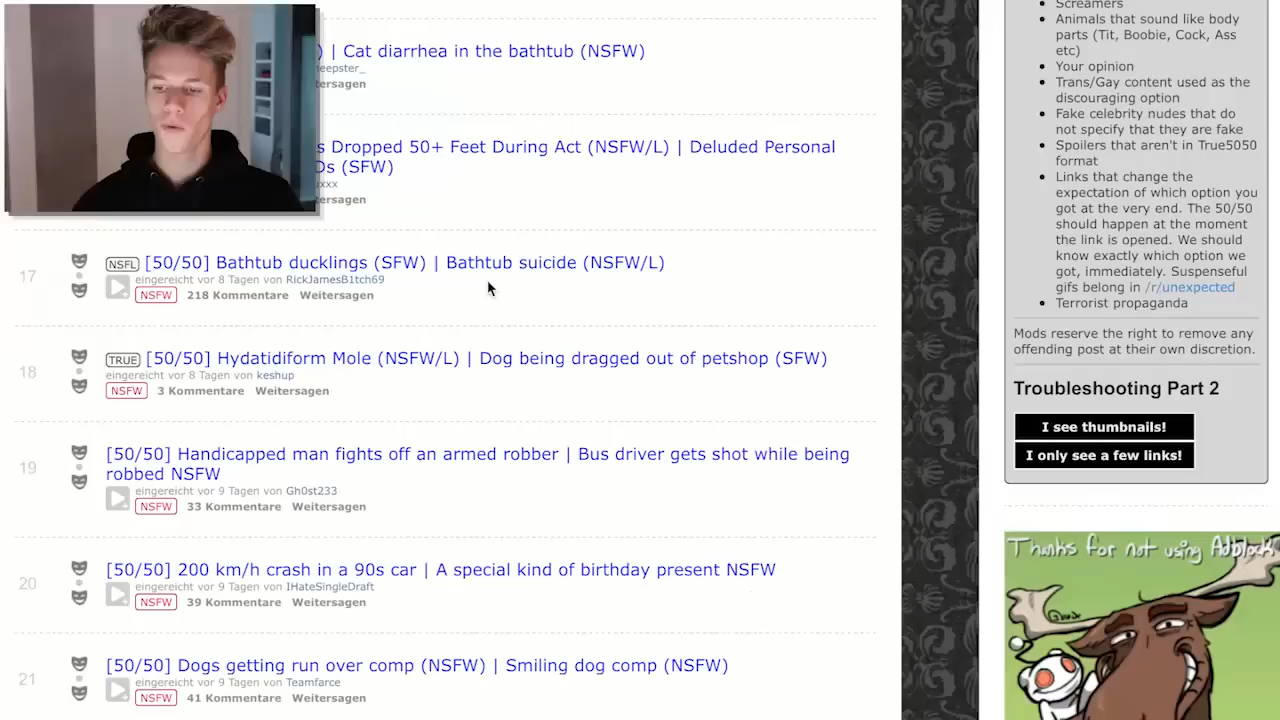 ) | Cat diarrhea in the bathtub (NSFW)
eepster_
tersagen
s Dropped 50+ Feet During Act (NSFW/L) | Deluded Personal
Ds (SFW)
xxx
tersagen
17
NSFL [50/50] Bathtub ducklings (SFW) | Bathtub suicide (NSFW/L)
eingereicht vor 8 Tagen von RickJamesB1tch69
NSFW 218 Kommentare Weitersagen
18
TRUE [50/50] Hydatidiform Mole (NSFW/L) | Dog being dragged out of petshop (SFW)
eingereicht vor 8 Tagen von keshup
NSFW 3 Kommentare Weitersagen
19
[50/50] Handicapped man fights off an armed robber | Bus driver gets shot while being
robbed NSFW
eingereicht vor 9 Tagen von Gh0st233
NSFW 33 Kommentare Weitersagen
20
[50/50] 200 km/h crash in a 90s car | A special kind of birthday present NSFW
eingereicht vor 9 Tagen von IHateSingleDraft
NSFW 39 Kommentare Weitersagen
21
[50/50] Dogs getting run over comp (NSFW) | Smiling dog comp (NSFW)
eingereicht vor 9 Tagen von Teamfarce
NSFW 41 Kommentare Weitersagen
Screamers
Animals that sound like body
parts (Tit, Boobie, Cock, Ass
etc)
Your opinion
Trans/Gay content used as the
discouraging option
Fake celebrity nudes that do
not specify that they are fake
Spoilers that aren't in True5050
format
Links that change the
expectation of which option you
got at the very end. The 50/50
should happen at the moment
the link is opened. We should
know exactly which option we
got, immediately. Suspenseful
gifs belong in /r/unexpected
Terrorist propaganda
Mods reserve the right to remove any
offending post at their own discretion.
Troubleshooting Part 2
I see thumbnails!
I only see a few links!
Thanks for not using Adblock